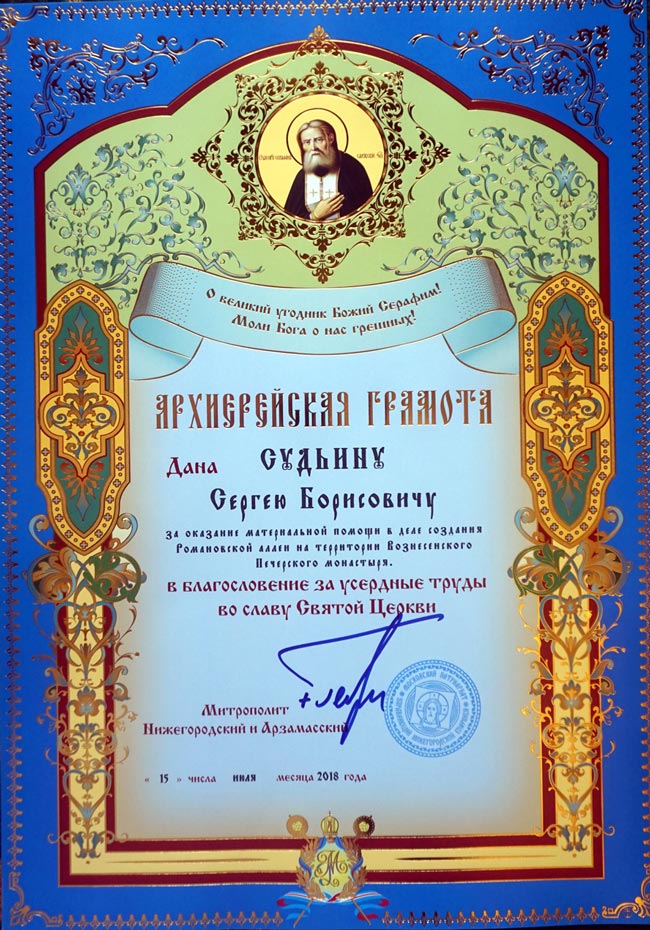 О великий угодник Божий Серафим!
Моли Бога о нас грешных!
АРХИЕРЕЙСКАЯ ГРАМОТА
Дана СУДЬИНУ
Сергею Борисовичу
за оказание материальной помощи в деле создания
Романовской аллеи на территории Вознесенского
Печерского монастыря.
в благословение за усердные труды
во славу Святой Церкви
Митрополит
Нижегородский и Арзамасский
« 15 » числа июля месяца 2018 года